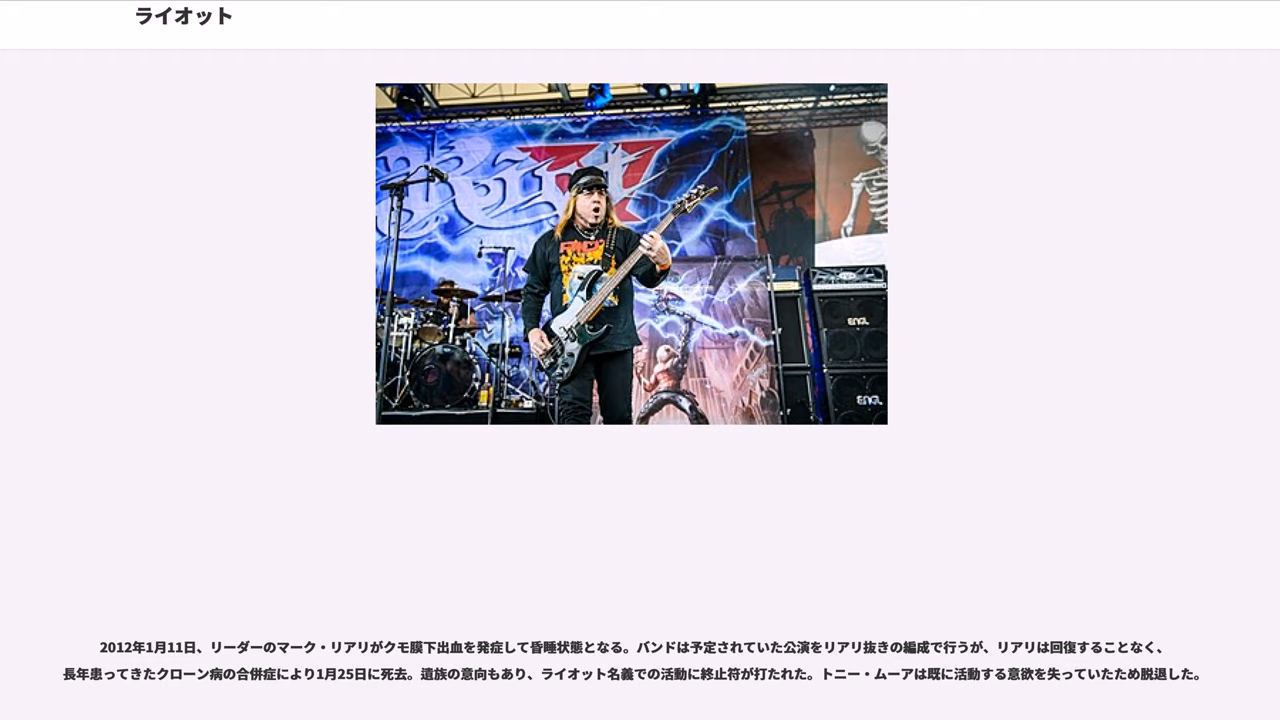 ライオット
Riot
ENGL
ENGL
2012年1月11日、リーダーのマーク・リアリがクモ膜下出血を発症して昏睡状態となる。バンドは予定されていた公演をリアリ抜きの編成で行うが、リアリは回復することなく、
長年患ってきたクローン病の合併症により1月25日に死去。遺族の意向もあり、ライオット名義での活動に終止符が打たれた。トニー・ムーアは既に活動する意欲を失っていたため脱退した。